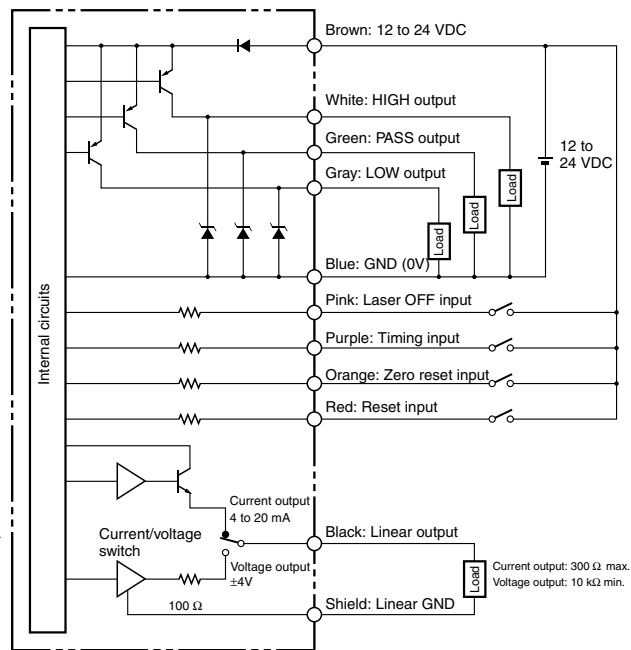 Brown: 12 to 24 VDC
White: HIGH output
Green: PASS output
Gray: LOW output
12 to
24 VDC
Load
Load
Load
Blue: GND (0V)
Internal circuits
Pink: Laser OFF input
Purple: Timing input
Orange: Zero reset input
Red: Reset input
Current output
4 to 20 mA
Current/voltage
switch
Black: Linear output
Voltage output
±4V
Load
Current output: 300 Ω max.
Voltage output: 10 kΩ min.
100 Ω
Shield: Linear GND